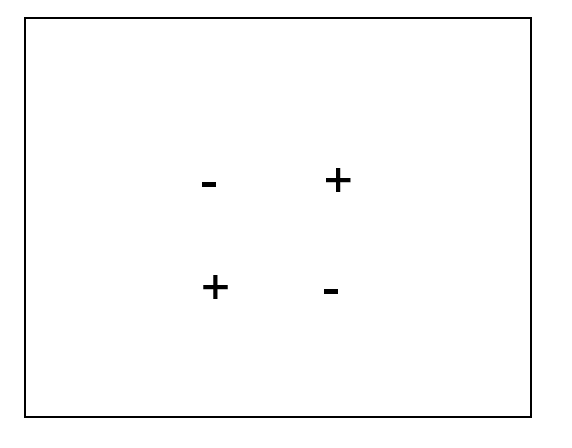 - +
+ -